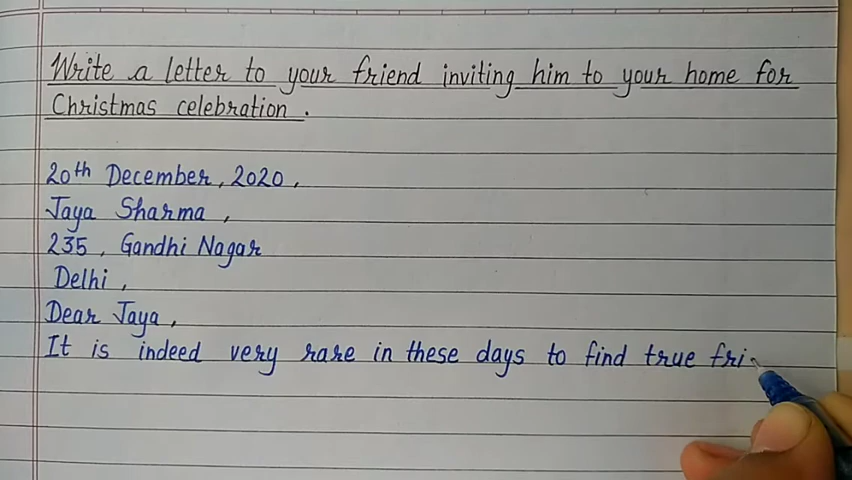 Write a letter to your friend inviting him to your home for
Christmas celebration.
20th December, 2020,
Jaya Sharma,
235, Gandhi Nagar
Delhi,
Dear Jaya,
It is indeed very rare in these days to find true fri